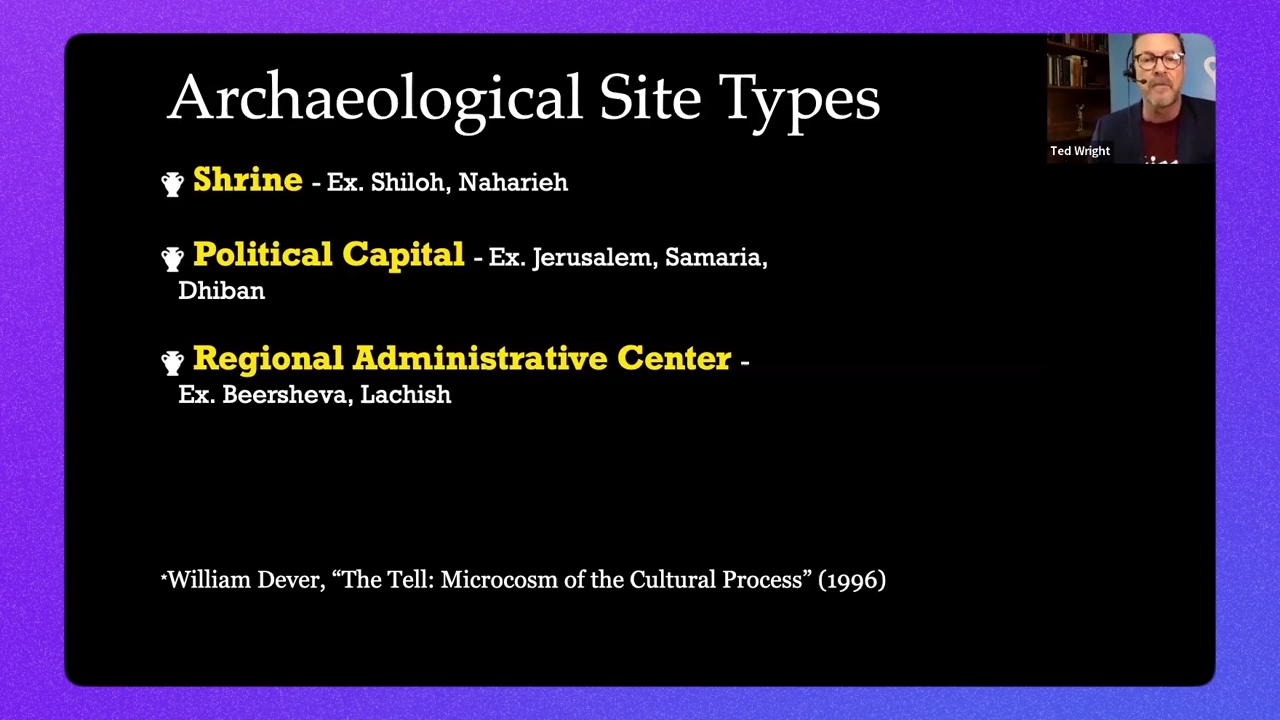 Archaeological Site Types
Ted Wright
Shrine - Ex. Shiloh, Naharieh
Political Capital - Ex. Jerusalem, Samaria,
Dhiban
Regional Administrative Center -
Ex. Beersheva, Lachish
*William Dever, “The Tell: Microcosm of the Cultural Process” (1996)